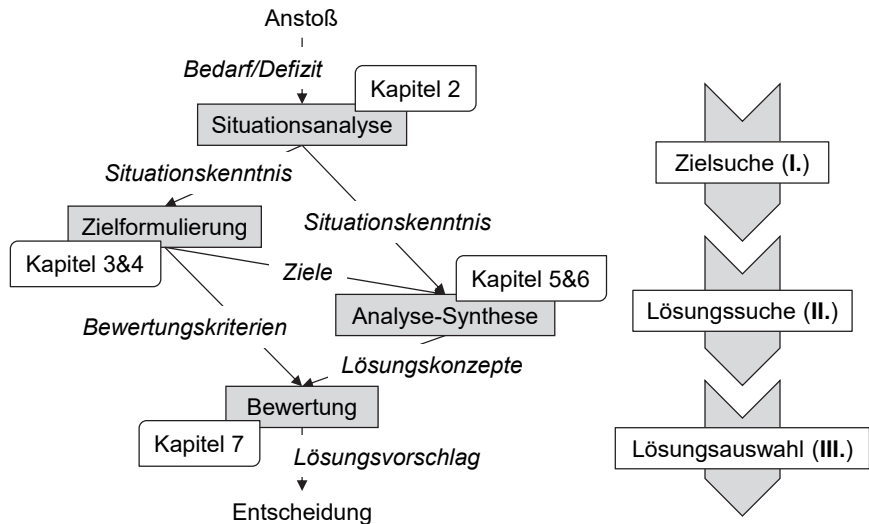 Anstoß
Bedarf/Defizit
Kapitel 2
Situationsanalyse
Situationskenntnis
Zielformulierung
Situationskenntnis
Kapitel 3&4
Ziele
Kapitel 5&6
Bewertungskriterien
Analyse-Synthese
Lösungskonzepte
Bewertung
Kapitel 7
Lösungsvorschlag
Entscheidung
Zielsuche (I.)
Lösungssuche (II.)
Lösungsauswahl (III.)